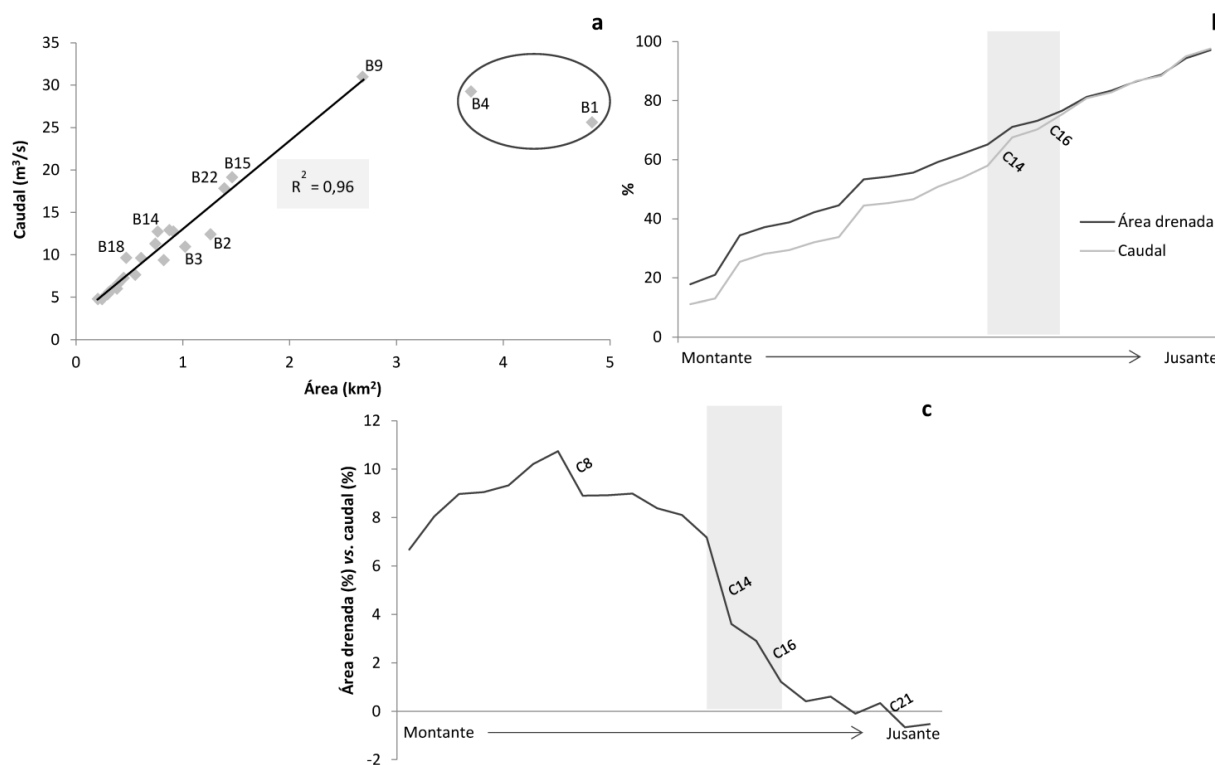 a
Caudal (m³/s)
35
30
25
20
15
10
5
0
0
1
2
3
4
5
Área (km²)
B9
B4
B1
B15
B22
R² = 0,96
B14
B18
B2
B3
%
100
80
60
40
20
0
C14
C16
Área drenada
Caudal
Montante
Jusante
c
Área drenada (%) vs. caudal (%)
12
10
8
6
4
2
0
-2
C8
C14
C16
C21
Montante
Jusante